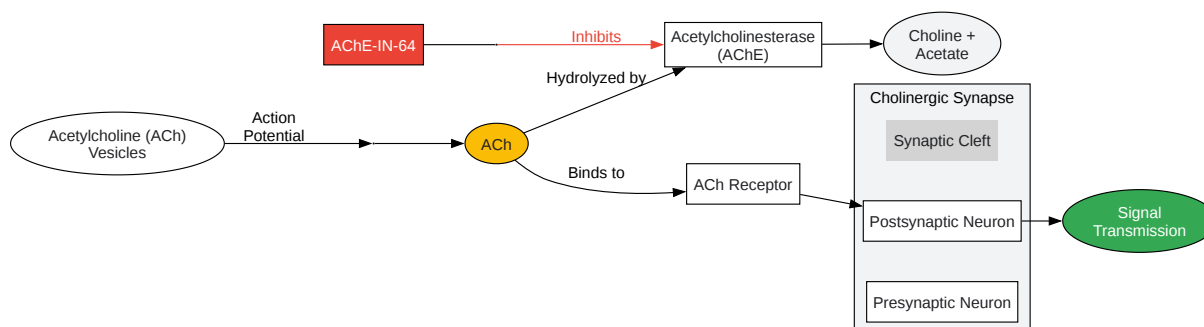 AChE-IN-64
Inhibits
Acetylcholinesterase
(AChE)
Choline +
Acetate
Hydrolyzed by
Cholinergic Synapse
Action
Potential
Acetylcholine (ACh)
Vesicles
ACh
Synaptic Cleft
Binds to
ACh Receptor
Postsynaptic Neuron
Signal
Transmission
Presynaptic Neuron